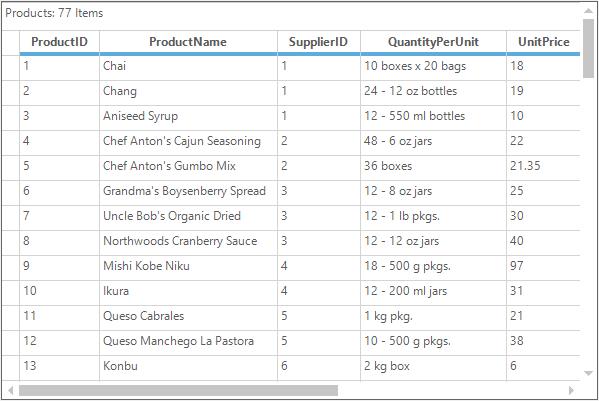 Products: 77 Items
ProductID ProductName SupplierID QuantityPerUnit UnitPrice
1 Chai 1 10 boxes x 20 bags 18
2 Chang 1 24 - 12 oz bottles 19
3 Aniseed Syrup 1 12 - 550 ml bottles 10
4 Chef Anton's Cajun Seasoning 2 48 - 6 oz jars 22
5 Chef Anton's Gumbo Mix 2 36 boxes 21.35
6 Grandma's Boysenberry Spread 3 12 - 8 oz jars 25
7 Uncle Bob's Organic Dried 3 12 - 1 lb pkgs. 30
8 Northwoods Cranberry Sauce 3 12 - 12 oz jars 40
9 Mishi Kobe Niku 4 18 - 500 g pkgs. 97
10 Ikura 4 12 - 200 ml jars 31
11 Queso Cabrales 5 1 kg pkg. 21
12 Queso Manchego La Pastora 5 10 - 500 g pkgs. 38
13 Konbu 6 2 kg box 6